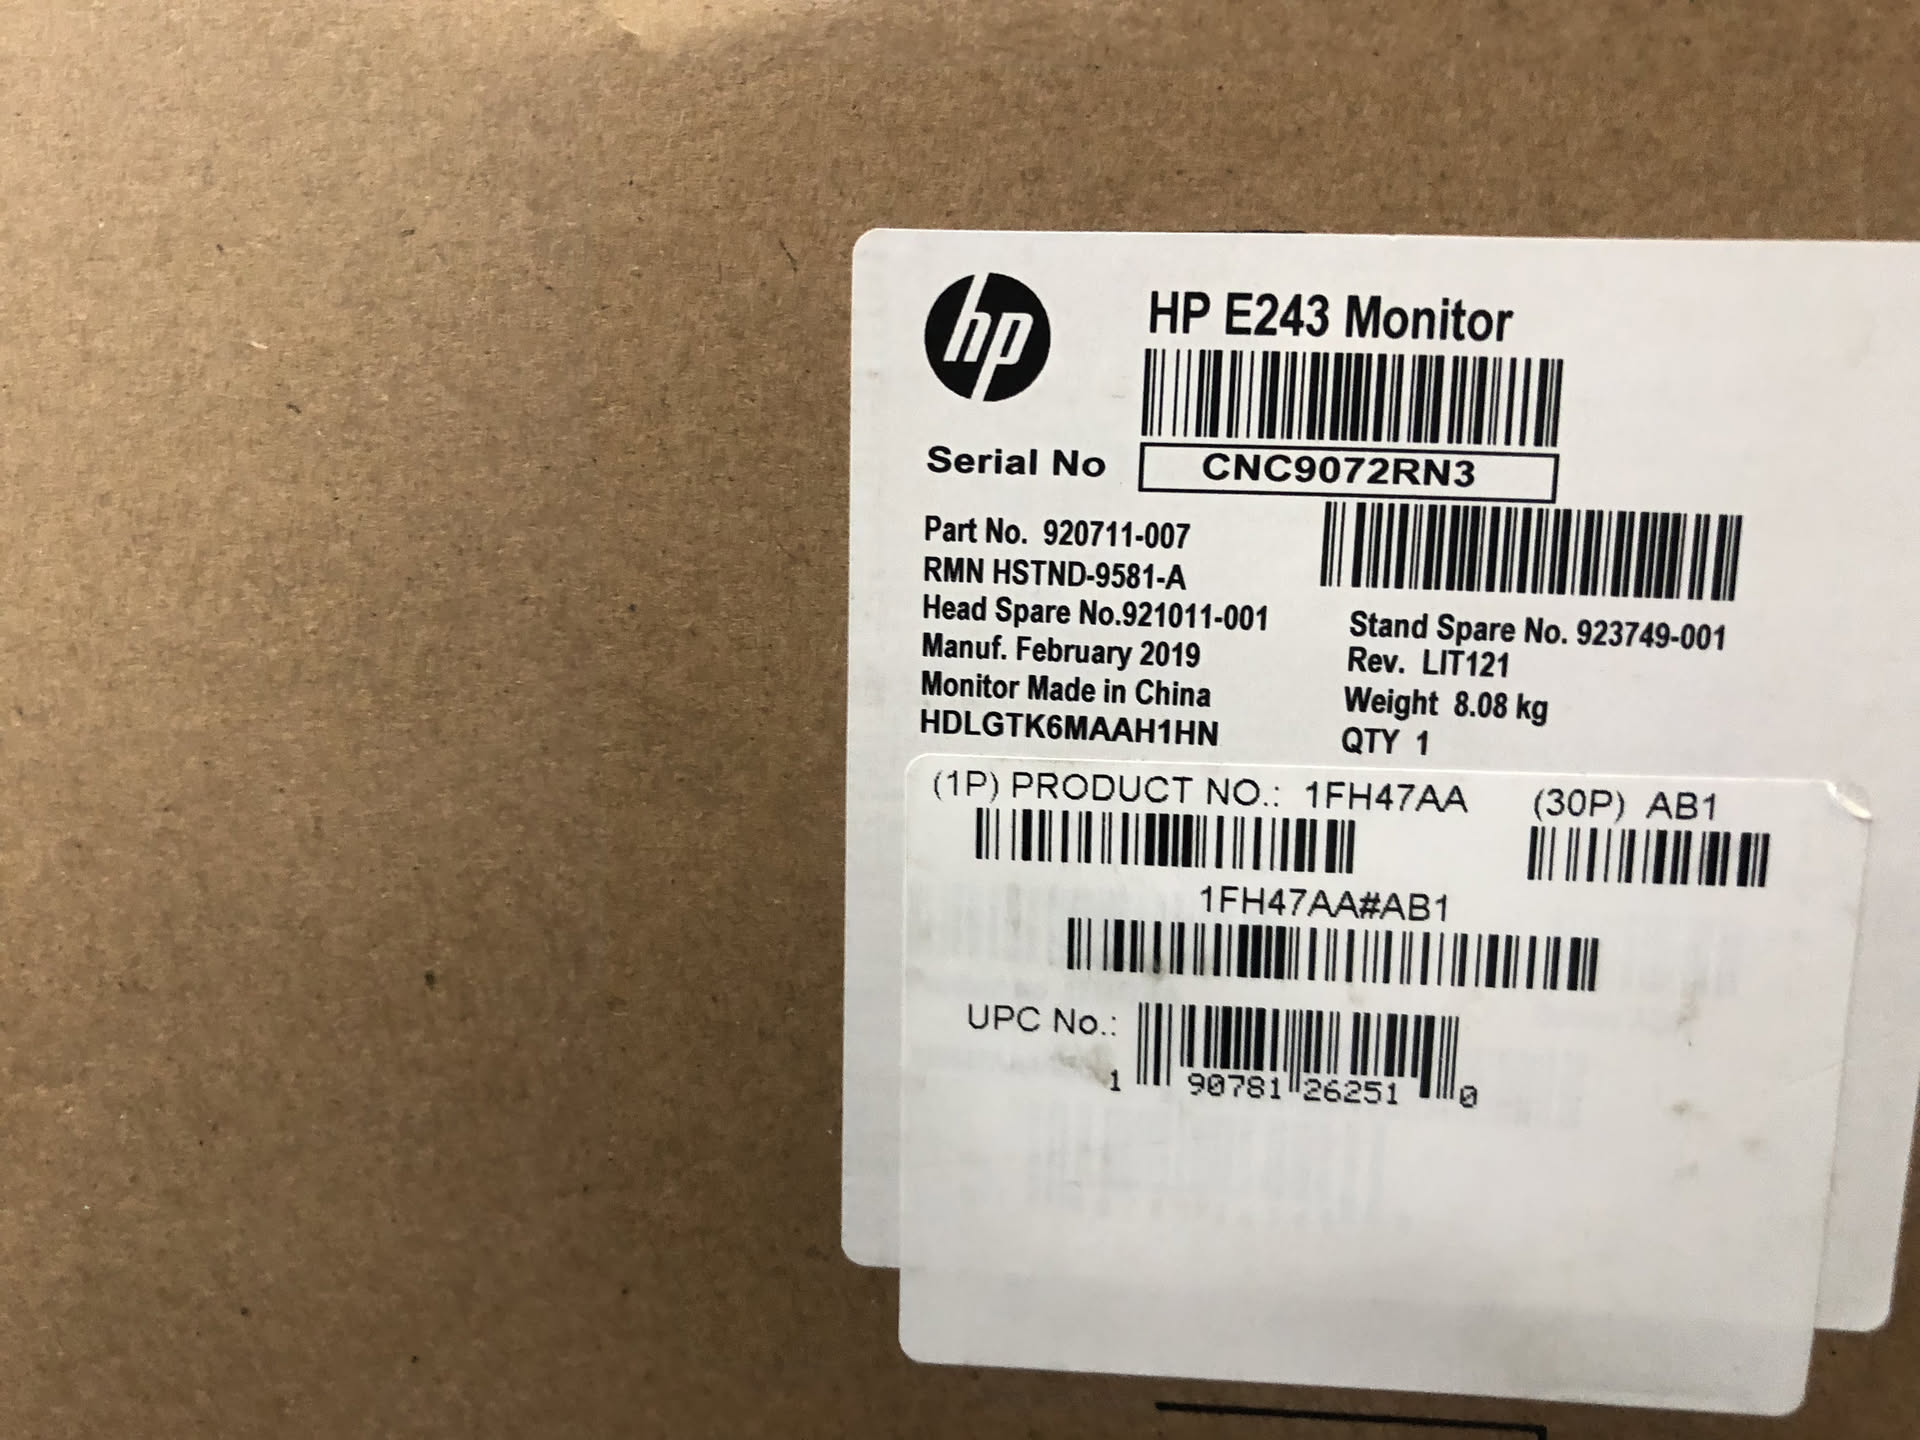 hp
HP E243 Monitor
Serial No CNC9072RN3
Part No. 920711-007
RMN HSTND-9581-A
Head Spare No.921011-001
Manuf. February 2019
Monitor Made in China
HDLGTK6MAAH1HN
Stand Spare No. 923749-001
Rev. LIT121
Weight 8.08 kg
QTY 1
(1P) PRODUCT NO.: 1FH47AA (30P) AB1
1FH47AA#AB1
UPC No.:
1 90781 26251 0